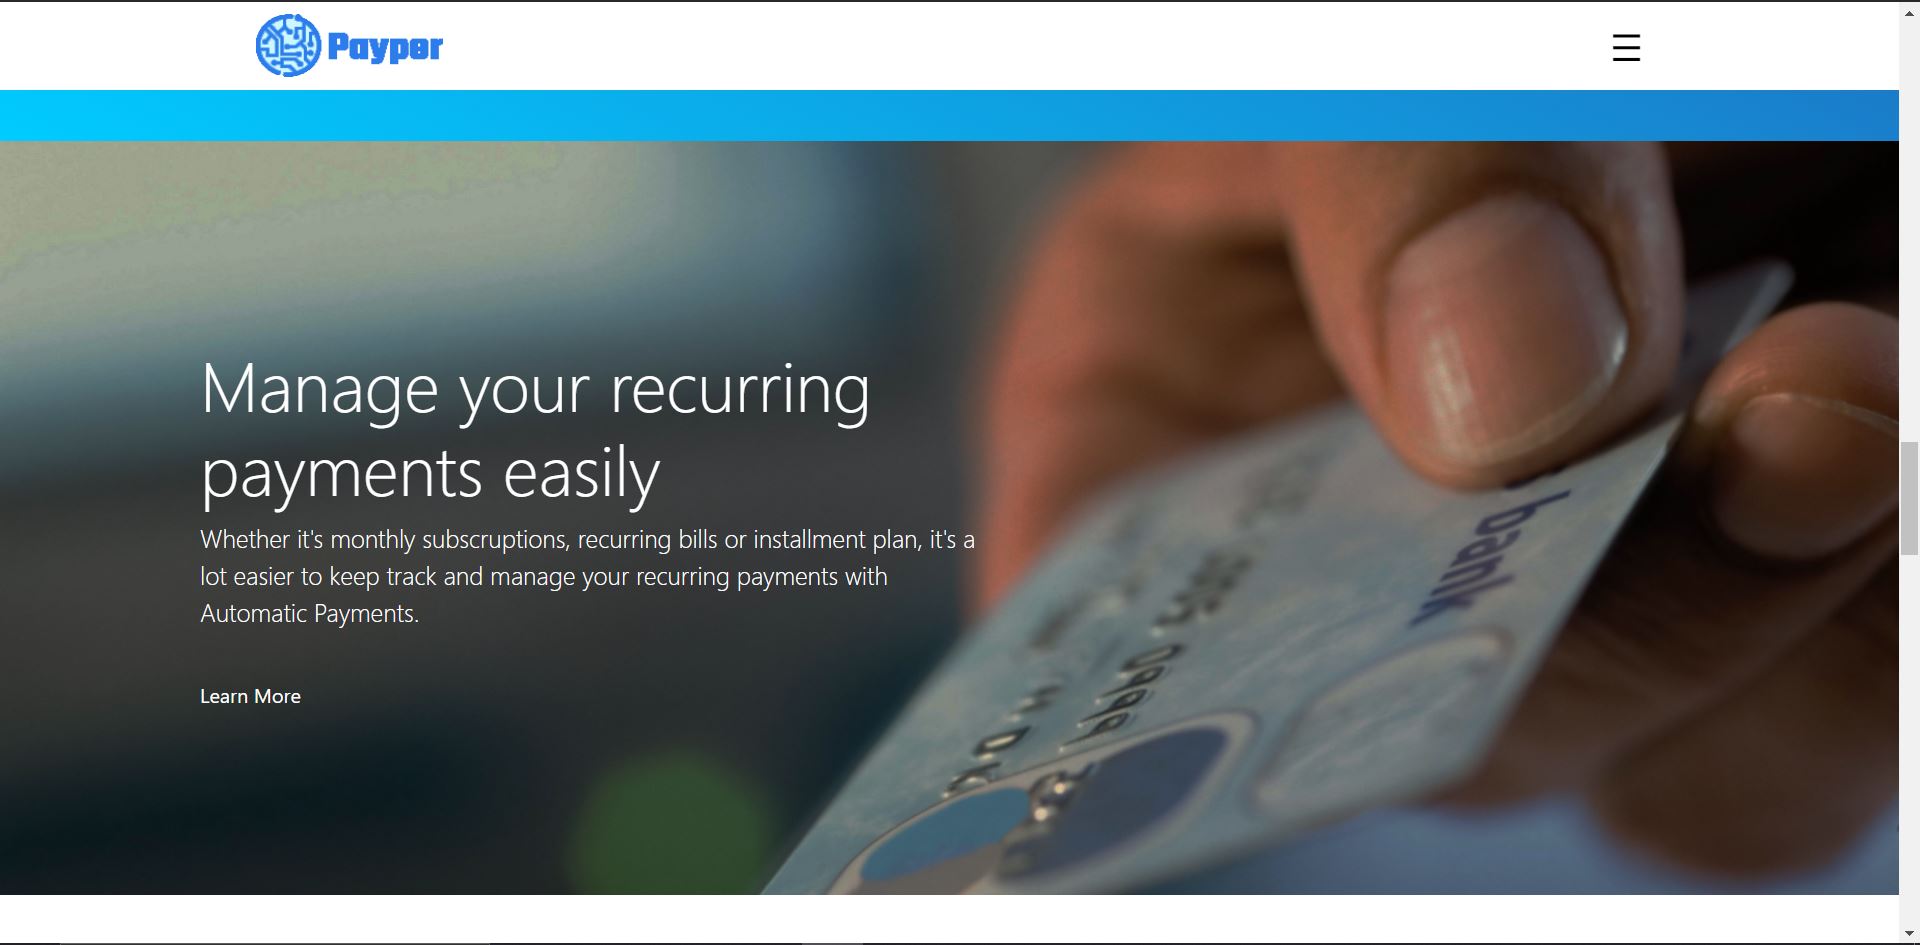 Payper
Manage your recurring
payments easily
Whether it's monthly subscruptions, recurring bills or installment plan, it's a
lot easier to keep track and manage your recurring payments with
Automatic Payments.
Learn More
bank